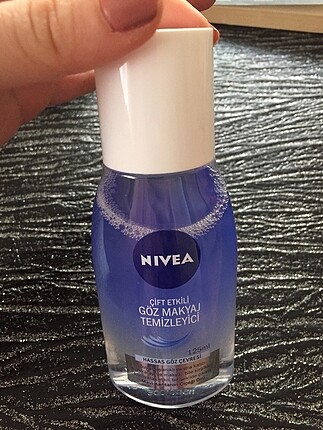 NIVEA
ÇİFT ETKİLİ
GÖZ MAKYAJ
TEMİZLEYİCİ
125ml
HASSAS GÖZ ÇEVRESİ